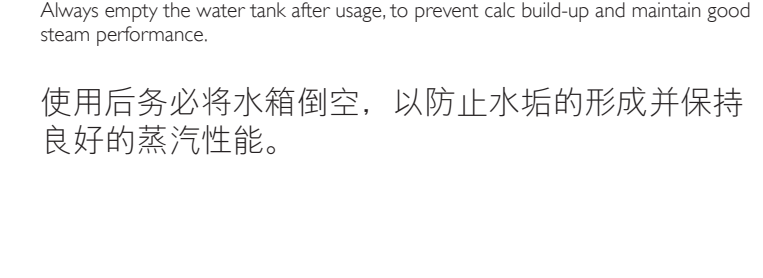 Always empty the water tank after usage, to prevent calc build-up and maintain good
steam performance.
使用后务必将水箱倒空，以防止水垢的形成并保持
良好的蒸汽性能。